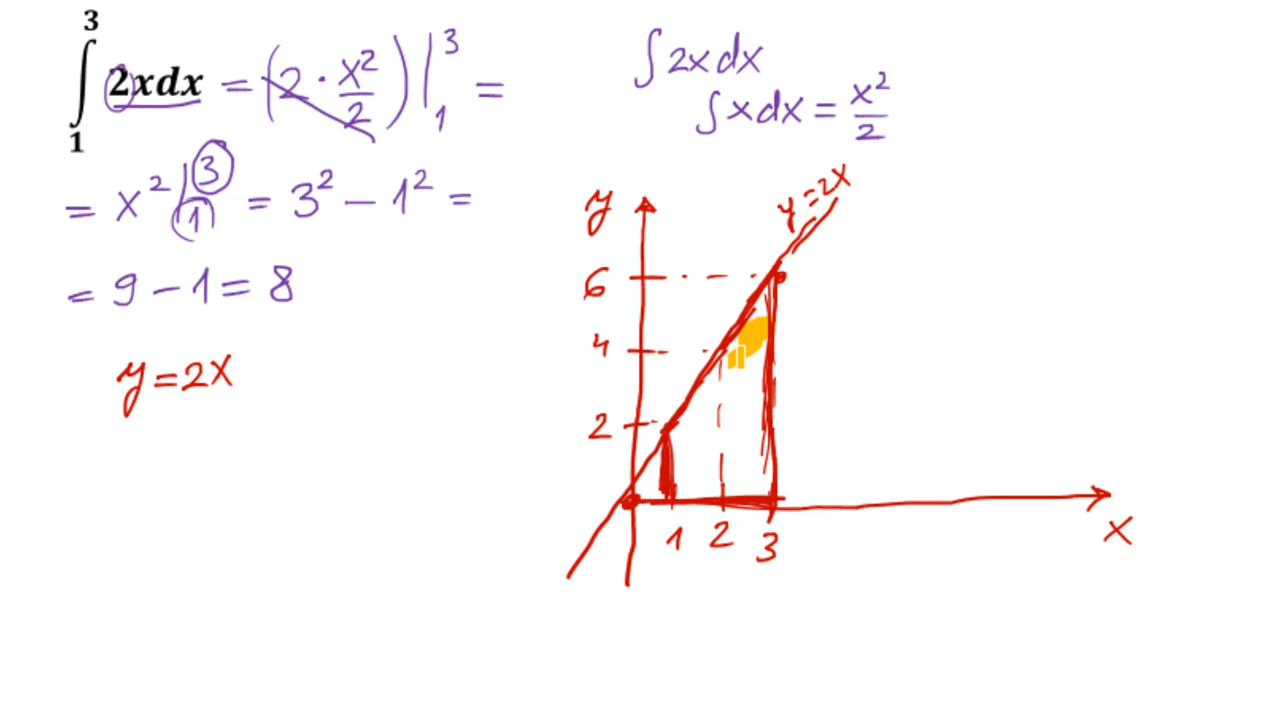 ∫₁³ 2xdx = (2 · x²/2)|₁³ =
= x²|₁³ = 3² − 1² =
= 9 − 1 = 8
y = 2x
∫2xdx
∫xdx = x²/2
y = 2x
y
6
4
2
1 2 3
x